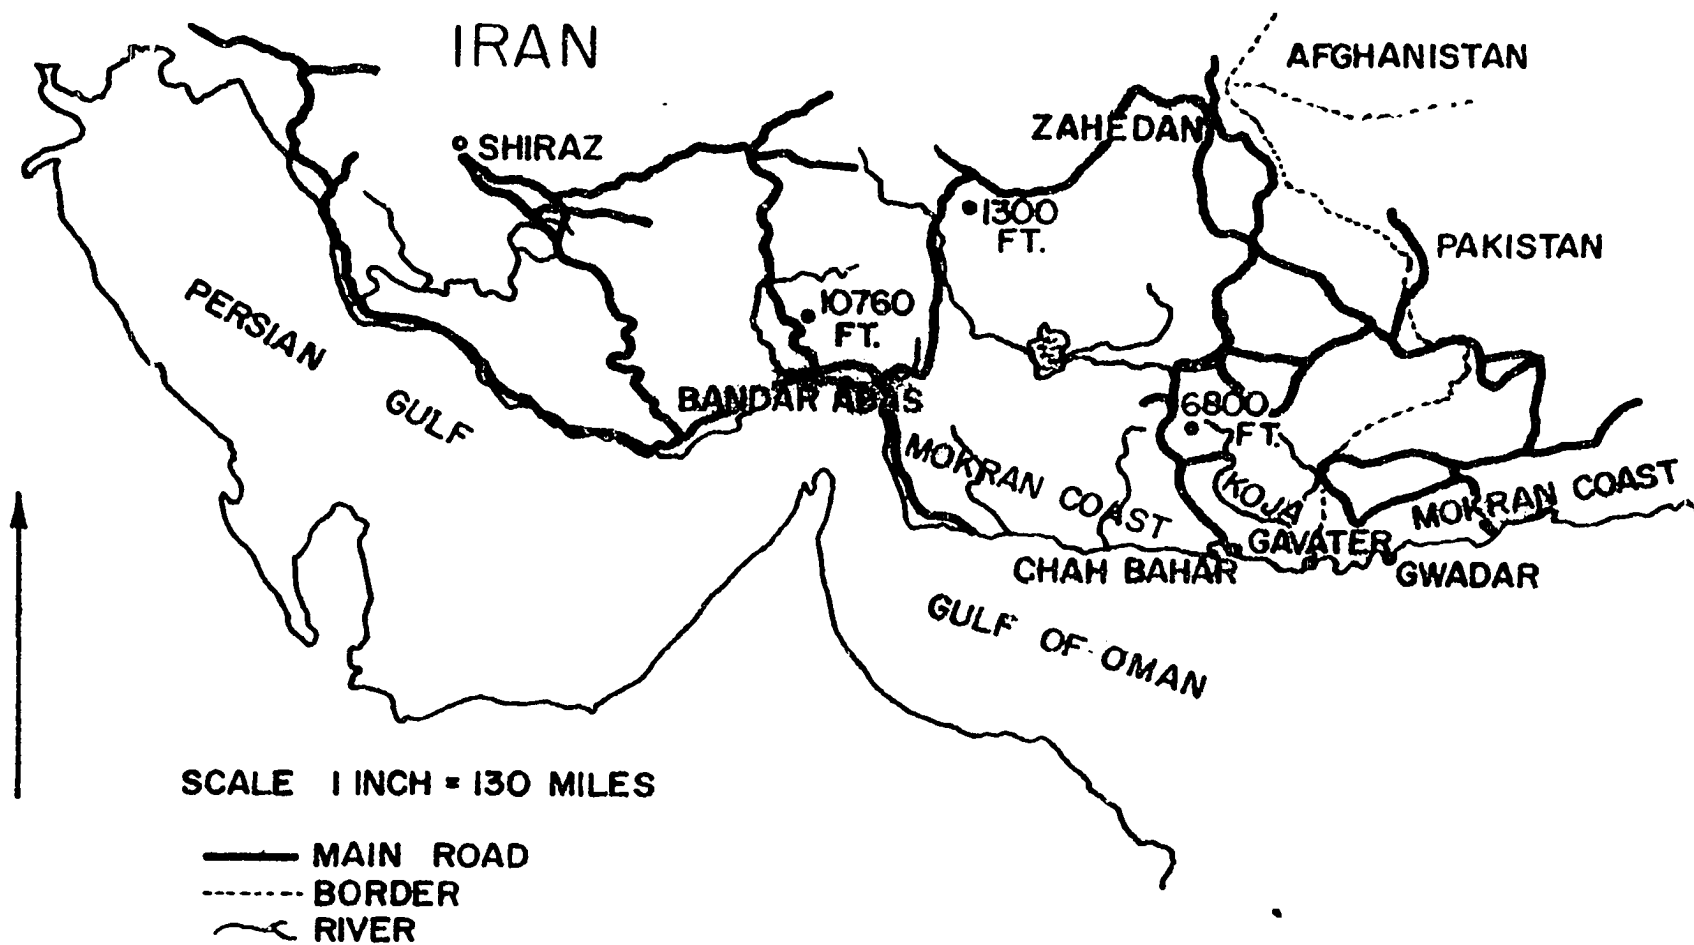 IRAN
AFGHANISTAN
ZAHEDAN
SHIRAZ
1300
FT.
PAKISTAN
PERSIAN
GULF
10760
FT.
BANDAR ABAS
6800
FT.
MOKRAN COAST
KOJA
MOKRAN COAST
GAVATER
CHAH BAHAR
GWADAR
GULF OF OMAN
SCALE 1 INCH = 130 MILES
MAIN ROAD
BORDER
RIVER